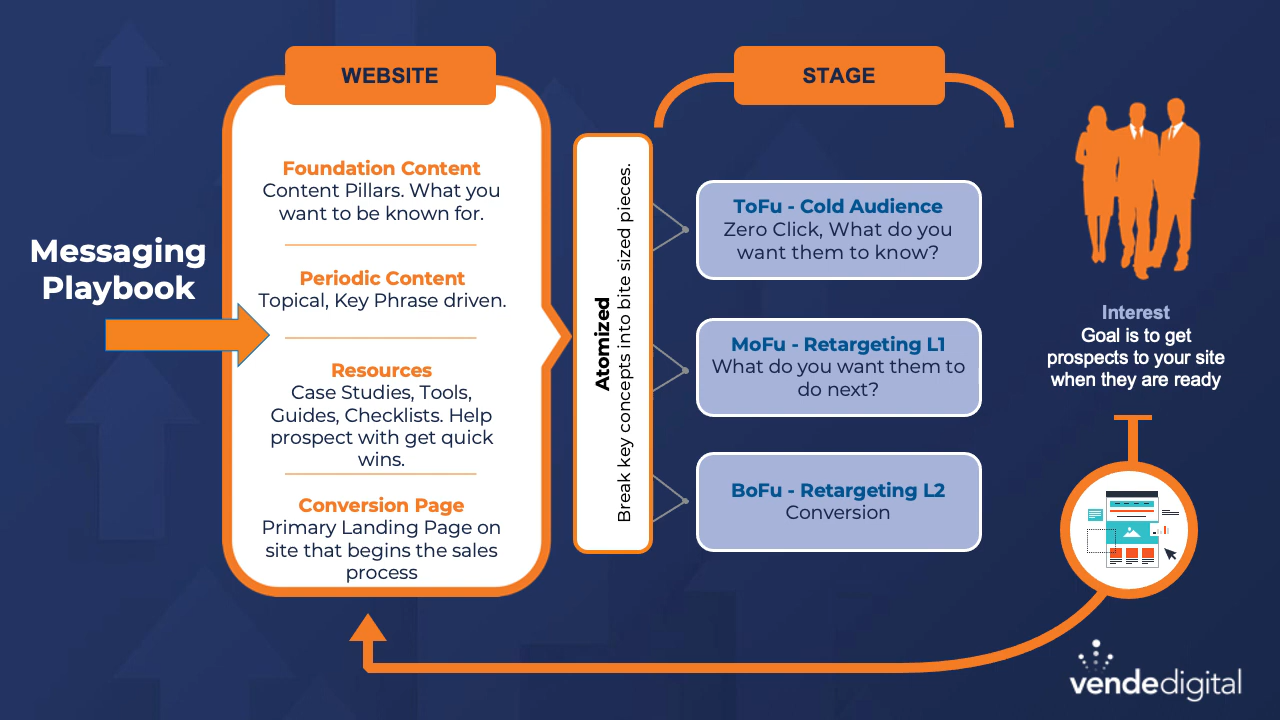 WEBSITE
STAGE
Messaging
Playbook
Foundation Content
Content Pillars. What you
want to be known for.
Periodic Content
Topical, Key Phrase driven.
Resources
Case Studies, Tools,
Guides, Checklists. Help
prospect with get quick
wins.
Conversion Page
Primary Landing Page on
site that begins the sales
process
Atomized
Break key concepts into bite sized pieces.
ToFu - Cold Audience
Zero Click, What do you
want them to know?
MoFu - Retargeting L1
What do you want them to
do next?
BoFu - Retargeting L2
Conversion
Interest
Goal is to get
prospects to your site
when they are ready
vendedigital